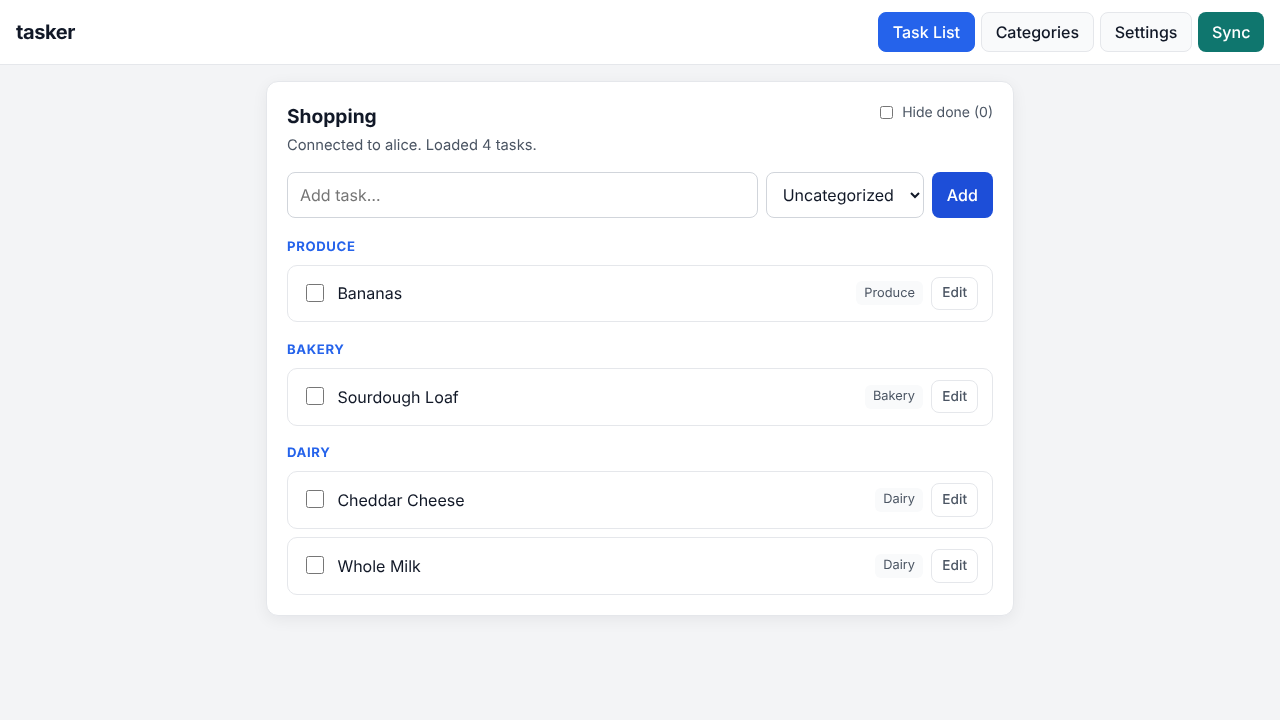 tasker
Task List Categories Settings Sync
Shopping
Hide done (0)
Connected to alice. Loaded 4 tasks.
Add task...
Uncategorized
Add
PRODUCE
Bananas Produce Edit
BAKERY
Sourdough Loaf Bakery Edit
DAIRY
Cheddar Cheese Dairy Edit
Whole Milk Dairy Edit